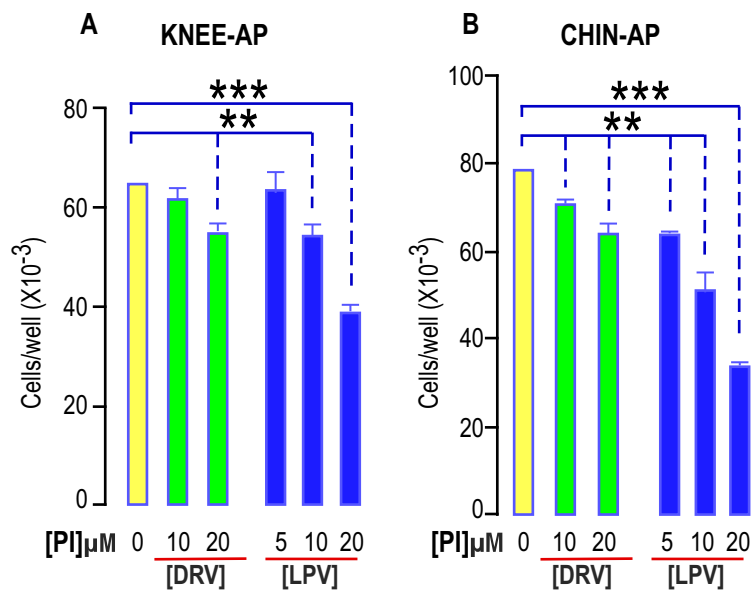 A
KNEE-AP
Cells/well (X10-3)
80
60
40
20
0
***
**
[PI]µM 0 10 20 5 10 20
[DRV] [LPV]
B
CHIN-AP
Cells/well (X10-3)
100
80
60
40
20
0
***
**
[PI]µM 0 10 20 5 10 20
[DRV] [LPV]